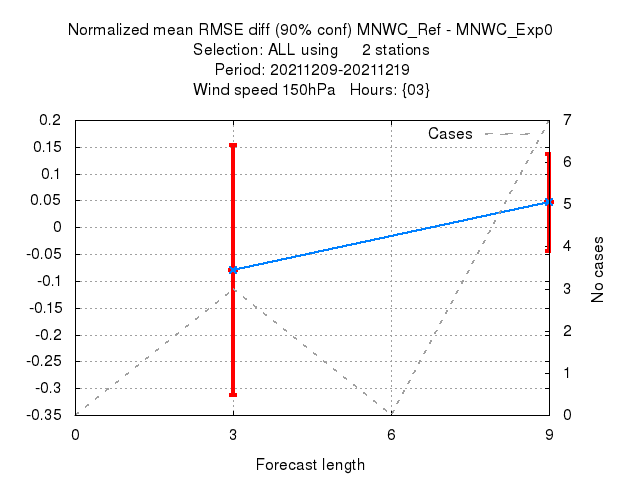 Normalized mean RMSE diff (90% conf) MNWC_Ref - MNWC_Exp0
Selection: ALL using 2 stations
Period: 20211209-20211219
Wind speed 150hPa Hours: {03}
Cases
0.2
0.15
0.1
0.05
0
-0.05
-0.1
-0.15
-0.2
-0.25
-0.3
-0.35
7
6
5
4
3
2
1
0
No cases
0 3 6 9
Forecast length